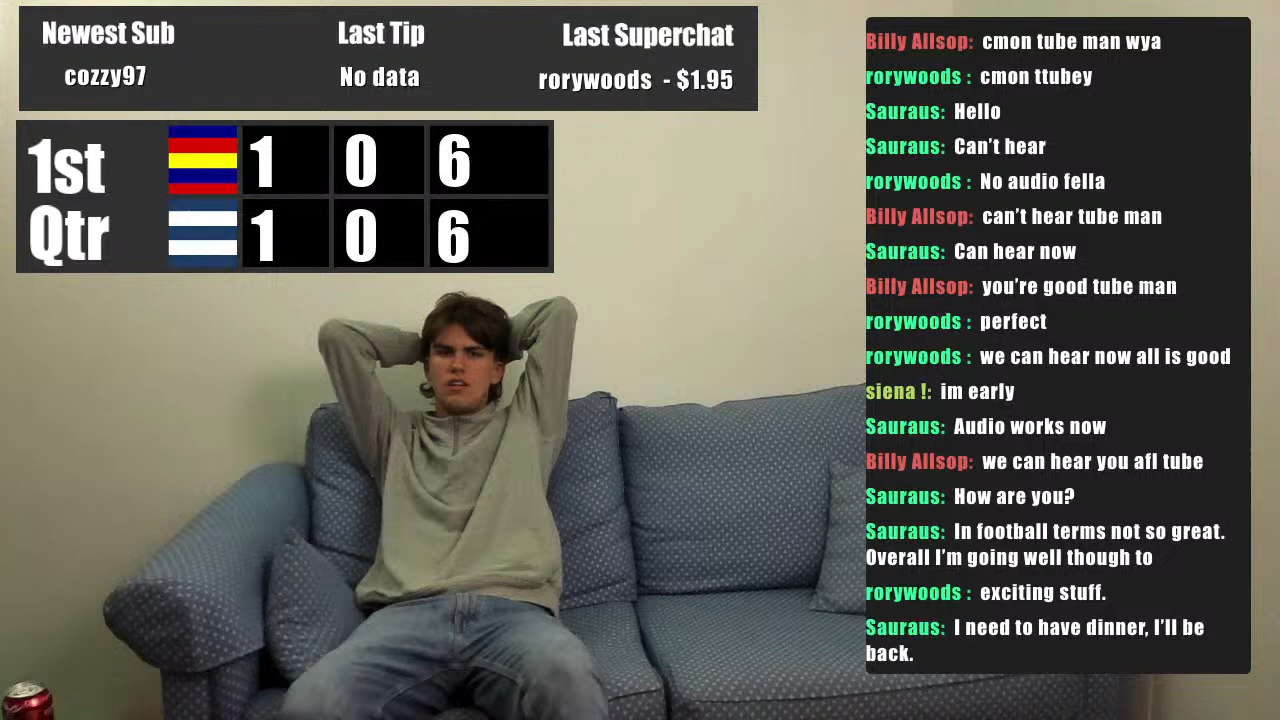 Newest Sub
cozzy97
Last Tip
No data
Last Superchat
rorywoods - $1.95
1st
Qtr
1 0 6
1 0 6
Billy Allsop: cmon tube man wya
rorywoods : cmon ttubey
Sauraus: Hello
Sauraus: Can't hear
rorywoods : No audio fella
Billy Allsop: can't hear tube man
Sauraus: Can hear now
Billy Allsop: you're good tube man
rorywoods : perfect
rorywoods : we can hear now all is good
siena !: im early
Sauraus: Audio works now
Billy Allsop: we can hear you afl tube
Sauraus: How are you?
Sauraus: In football terms not so great.
Overall I'm going well though to
rorywoods : exciting stuff.
Sauraus: I need to have dinner, I'll be
back.